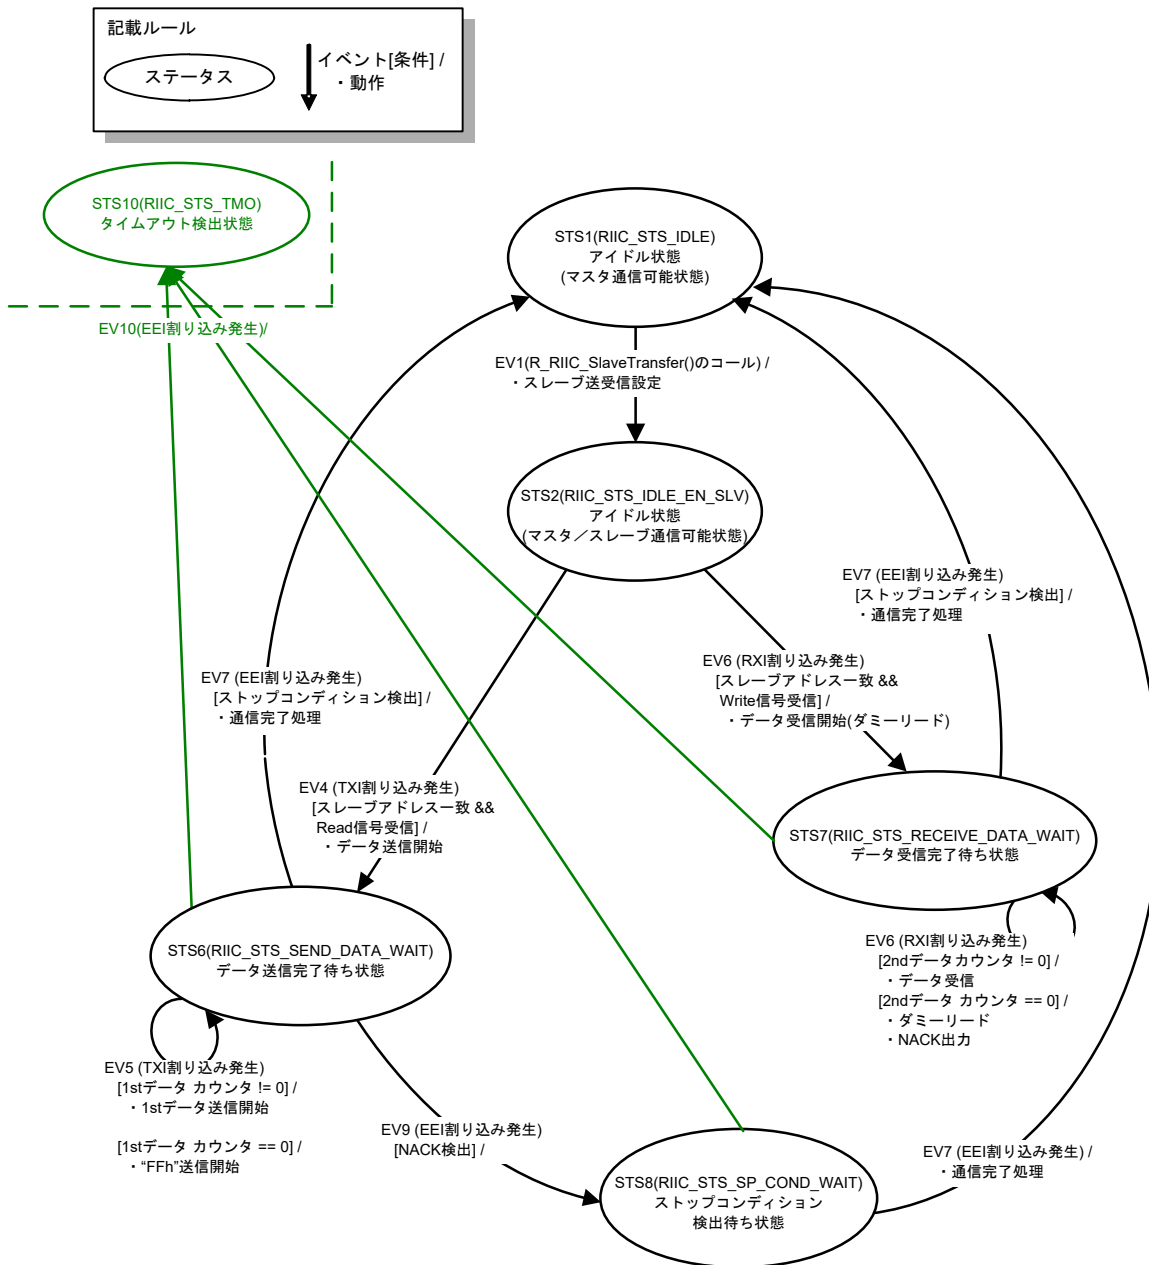 記載ルール
ステータス
イベント[条件] /
・動作
STS10(RIIC_STS_TMO)
タイムアウト検出状態
STS1(RIIC_STS_IDLE)
アイドル状態
(マスタ通信可能状態)
EV10(EEI割り込み発生)/
EV1(R_RIIC_SlaveTransfer()のコール) /
・スレーブ送受信設定
STS2(RIIC_STS_IDLE_EN_SLV)
アイドル状態
(マスタ／スレーブ通信可能状態)
EV7 (EEI割り込み発生)
[ストップコンディション検出] /
・通信完了処理
EV6 (RXI割り込み発生)
[スレーブアドレス一致 &&
Write信号受信] /
・データ受信開始(ダミーリード)
EV7 (EEI割り込み発生)
[ストップコンディション検出] /
・通信完了処理
EV4 (TXI割り込み発生)
[スレーブアドレス一致 &&
Read信号受信] /
・データ送信開始
STS7(RIIC_STS_RECEIVE_DATA_WAIT)
データ受信完了待ち状態
STS6(RIIC_STS_SEND_DATA_WAIT)
データ送信完了待ち状態
EV6 (RXI割り込み発生)
[2ndデータカウンタ != 0] /
・データ受信
[2ndデータ カウンタ == 0] /
・ダミーリード
・NACK出力
EV5 (TXI割り込み発生)
[1stデータ カウンタ != 0] /
・1stデータ送信開始
[1stデータ カウンタ == 0] /
・“FFh”送信開始
EV9 (EEI割り込み発生)
[NACK検出] /
EV7 (EEI割り込み発生) /
・通信完了処理
STS8(RIIC_STS_SP_COND_WAIT)
ストップコンディション
検出待ち状態